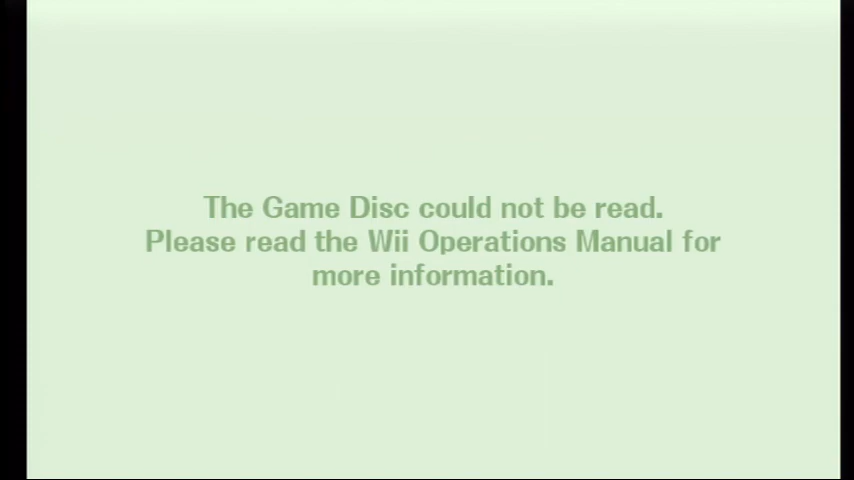 The Game Disc could not be read.
Please read the Wii Operations Manual for
more information.